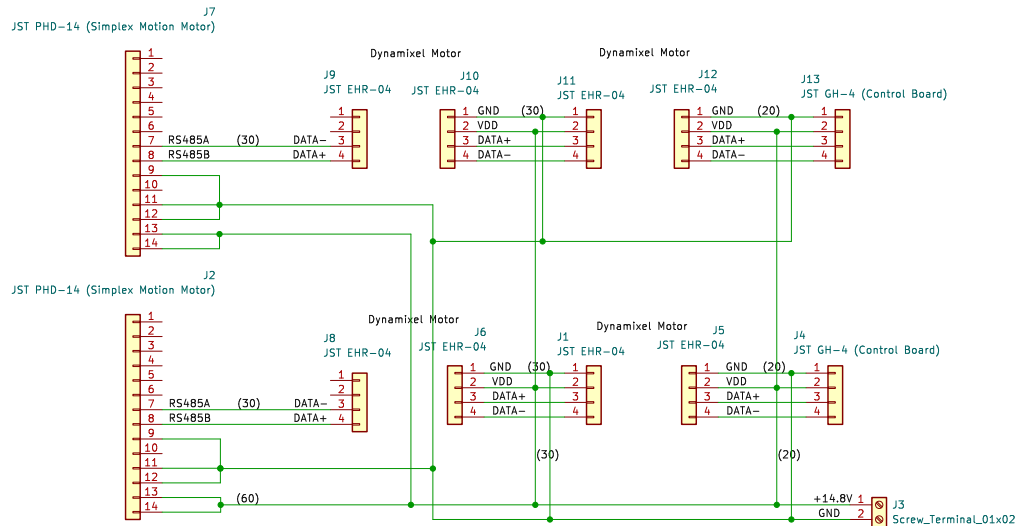 J7
JST PHD-14 (Simplex Motion Motor)
1
2
3
4
5
6
7
8
9
10
11
12
13
14
RS485A (30) DATA-
RS485B DATA+
J9
JST EHR-04
1
2
3
4
Dynamixel Motor
J10
JST EHR-04
1
2
3
4
GND (30)
VDD
DATA+
DATA-
J11
JST EHR-04
1
2
3
4
Dynamixel Motor
J12
JST EHR-04
1
2
3
4
GND (20)
VDD
DATA+
DATA-
J13
JST GH-4 (Control Board)
1
2
3
4
J2
JST PHD-14 (Simplex Motion Motor)
1
2
3
4
5
6
7
8
9
10
11
12
13
14
RS485A (30) DATA-
RS485B DATA+
(60)
J8
JST EHR-04
1
2
3
4
Dynamixel Motor
J6
JST EHR-04
1
2
3
4
GND (30)
VDD
DATA+
DATA-
(30)
J1
JST EHR-04
1
2
3
4
Dynamixel Motor
J5
JST EHR-04
1
2
3
4
GND (20)
VDD
DATA+
DATA-
(20)
J4
JST GH-4 (Control Board)
1
2
3
4
+14.8V 1
GND 2
J3
Screw_Terminal_01x02